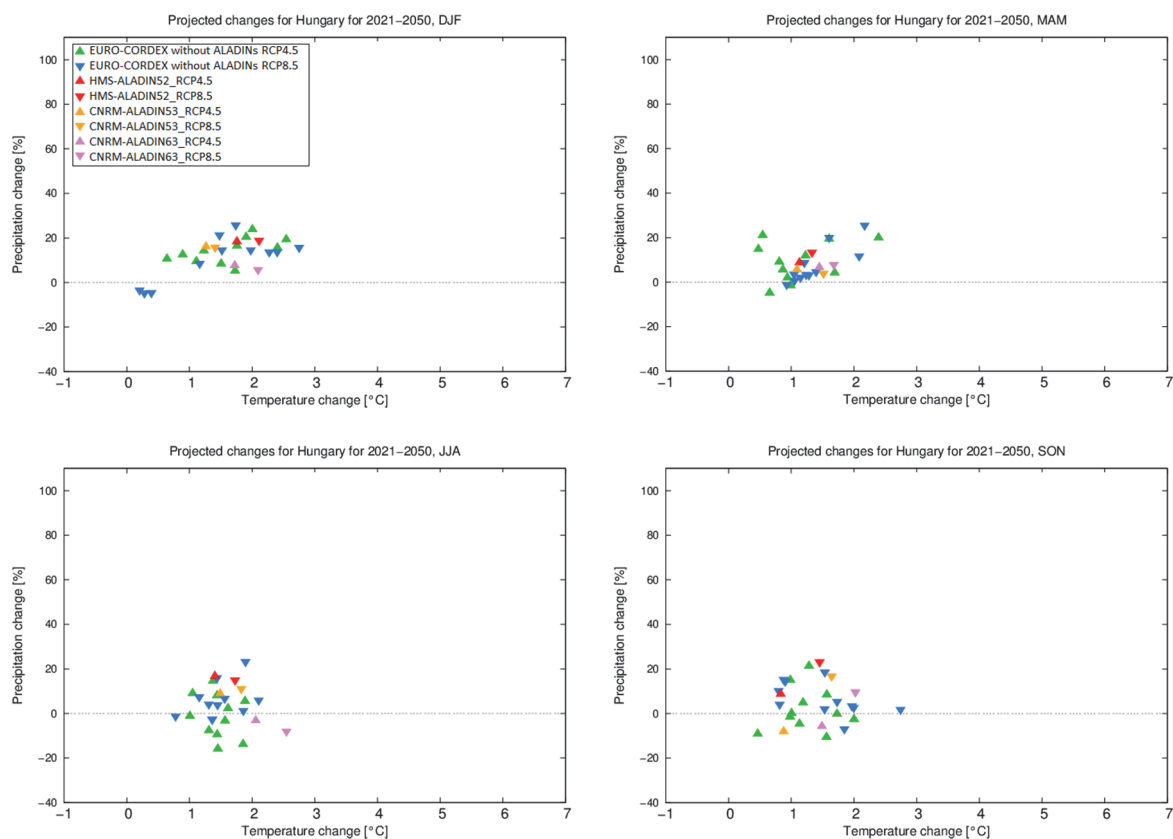 Projected changes for Hungary for 2021−2050, DJF
Precipitation change [%]
100
80
60
40
20
0
−20
−40
EURO-CORDEX without ALADINs RCP4.5
EURO-CORDEX without ALADINs RCP8.5
HMS-ALADIN52_RCP4.5
HMS-ALADIN52_RCP8.5
CNRM-ALADIN53_RCP4.5
CNRM-ALADIN53_RCP8.5
CNRM-ALADIN63_RCP4.5
CNRM-ALADIN63_RCP8.5
−1 0 1 2 3 4 5 6 7
Temperature change [°C]
Projected changes for Hungary for 2021−2050, MAM
Precipitation change [%]
100
80
60
40
20
0
−20
−40
−1 0 1 2 3 4 5 6 7
Temperature change [°C]
Projected changes for Hungary for 2021−2050, JJA
Precipitation change [%]
100
80
60
40
20
0
−20
−40
−1 0 1 2 3 4 5 6 7
Temperature change [°C]
Projected changes for Hungary for 2021−2050, SON
Precipitation change [%]
100
80
60
40
20
0
−20
−40
−1 0 1 2 3 4 5 6 7
Temperature change [°C]